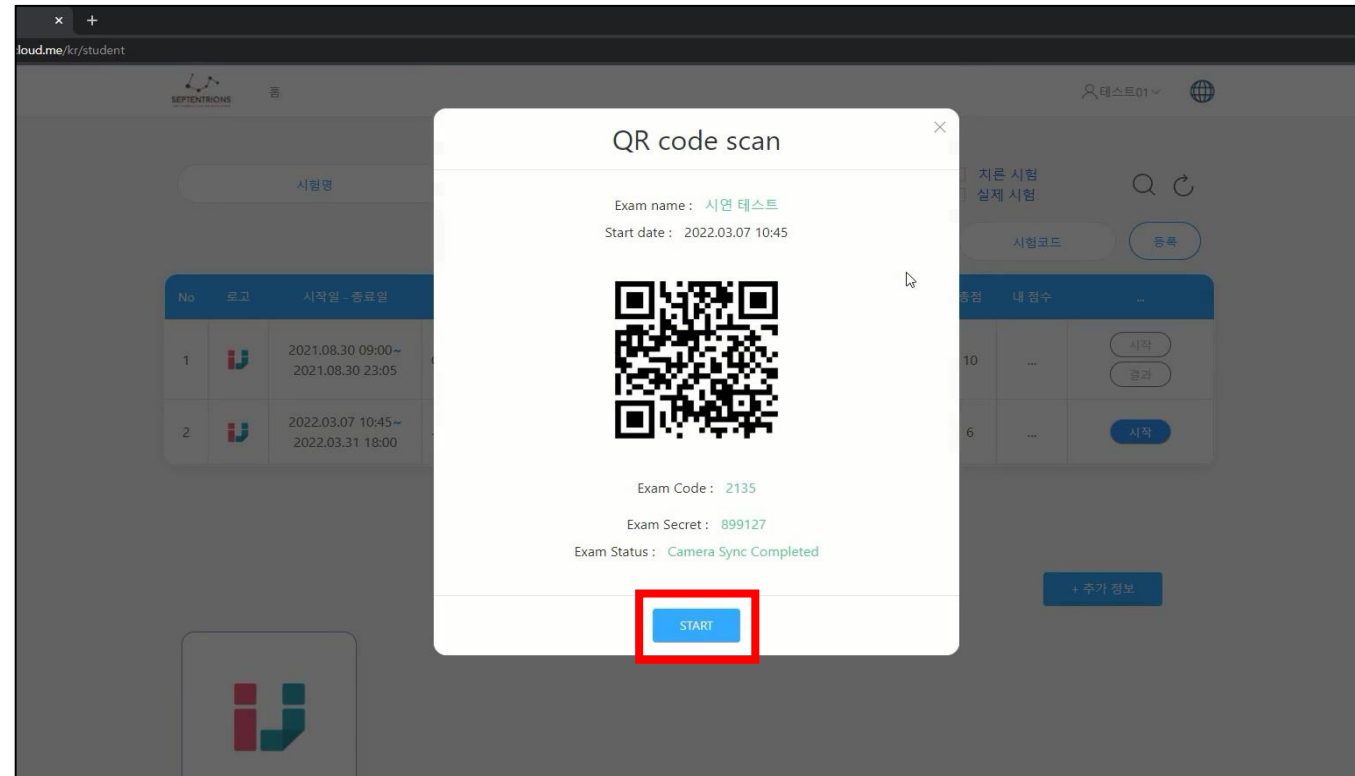 × +
cloud.me/kr/student
SEPTENTRIONS
홈
테스트01
QR code scan
×
시험명
Exam name : 시연 테스트
Start date : 2022.03.07 10:45
치른 시험
실제 시험
시험코드
등록
No 로고 시작일 - 종료일 총점 내 점수 ...
1 2021.08.30 09:00~
2021.08.30 23:05
10 ... 시작
결과
2 2022.03.07 10:45~
2022.03.31 18:00
6 ... 시작
Exam Code : 2135
Exam Secret : 899127
Exam Status : Camera Sync Completed
+ 추가 정보
START